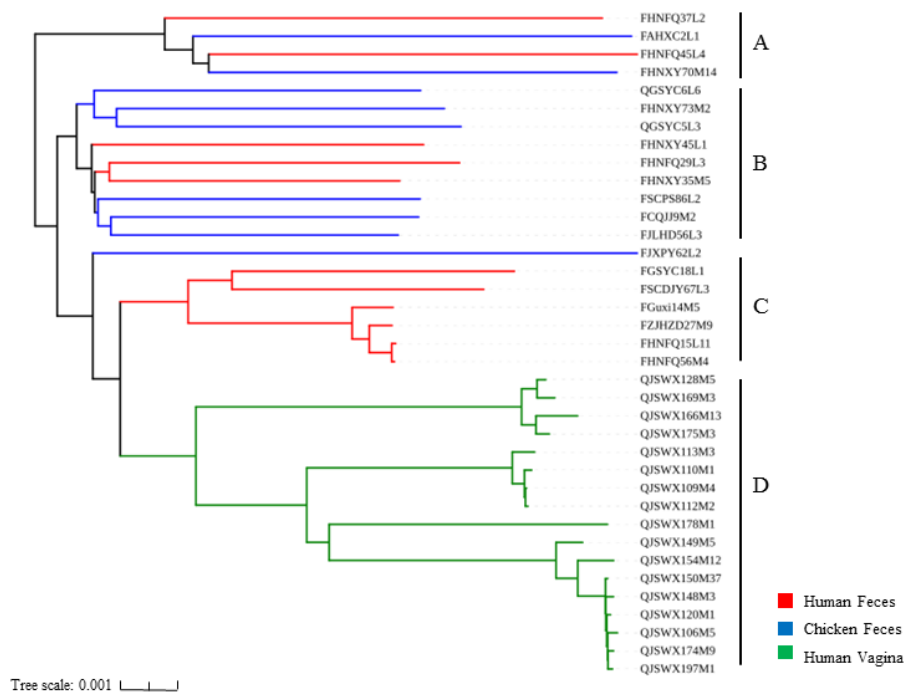 FHNFQ37L2
FAHXC2L1
A
FHNFQ45L4
FHNXY70M14
QGSYC6L6
FHNXY73M2
QGSYC5L3
FHNXY45L1
B
FHNFQ29L3
FHNXY35M5
FSCPS86L2
FCQJJ9M2
FJLHD56L3
FJXPY62L2
FGSYC18L1
FSCDJY67L3
C
FGuxi14M5
FZJHZD27M9
FHNFQ15L11
FHNFQ56M4
QJSWX128M5
QJSWX169M3
QJSWX166M13
QJSWX175M3
QJSWX113M3
QJSWX110M1
D
QJSWX109M4
QJSWX112M2
QJSWX178M1
QJSWX149M5
QJSWX154M12
QJSWX150M37
QJSWX148M3
QJSWX120M1
QJSWX106M5
QJSWX174M9
QJSWX197M1
Human Feces
Chicken Feces
Human Vagina
Tree scale: 0.001